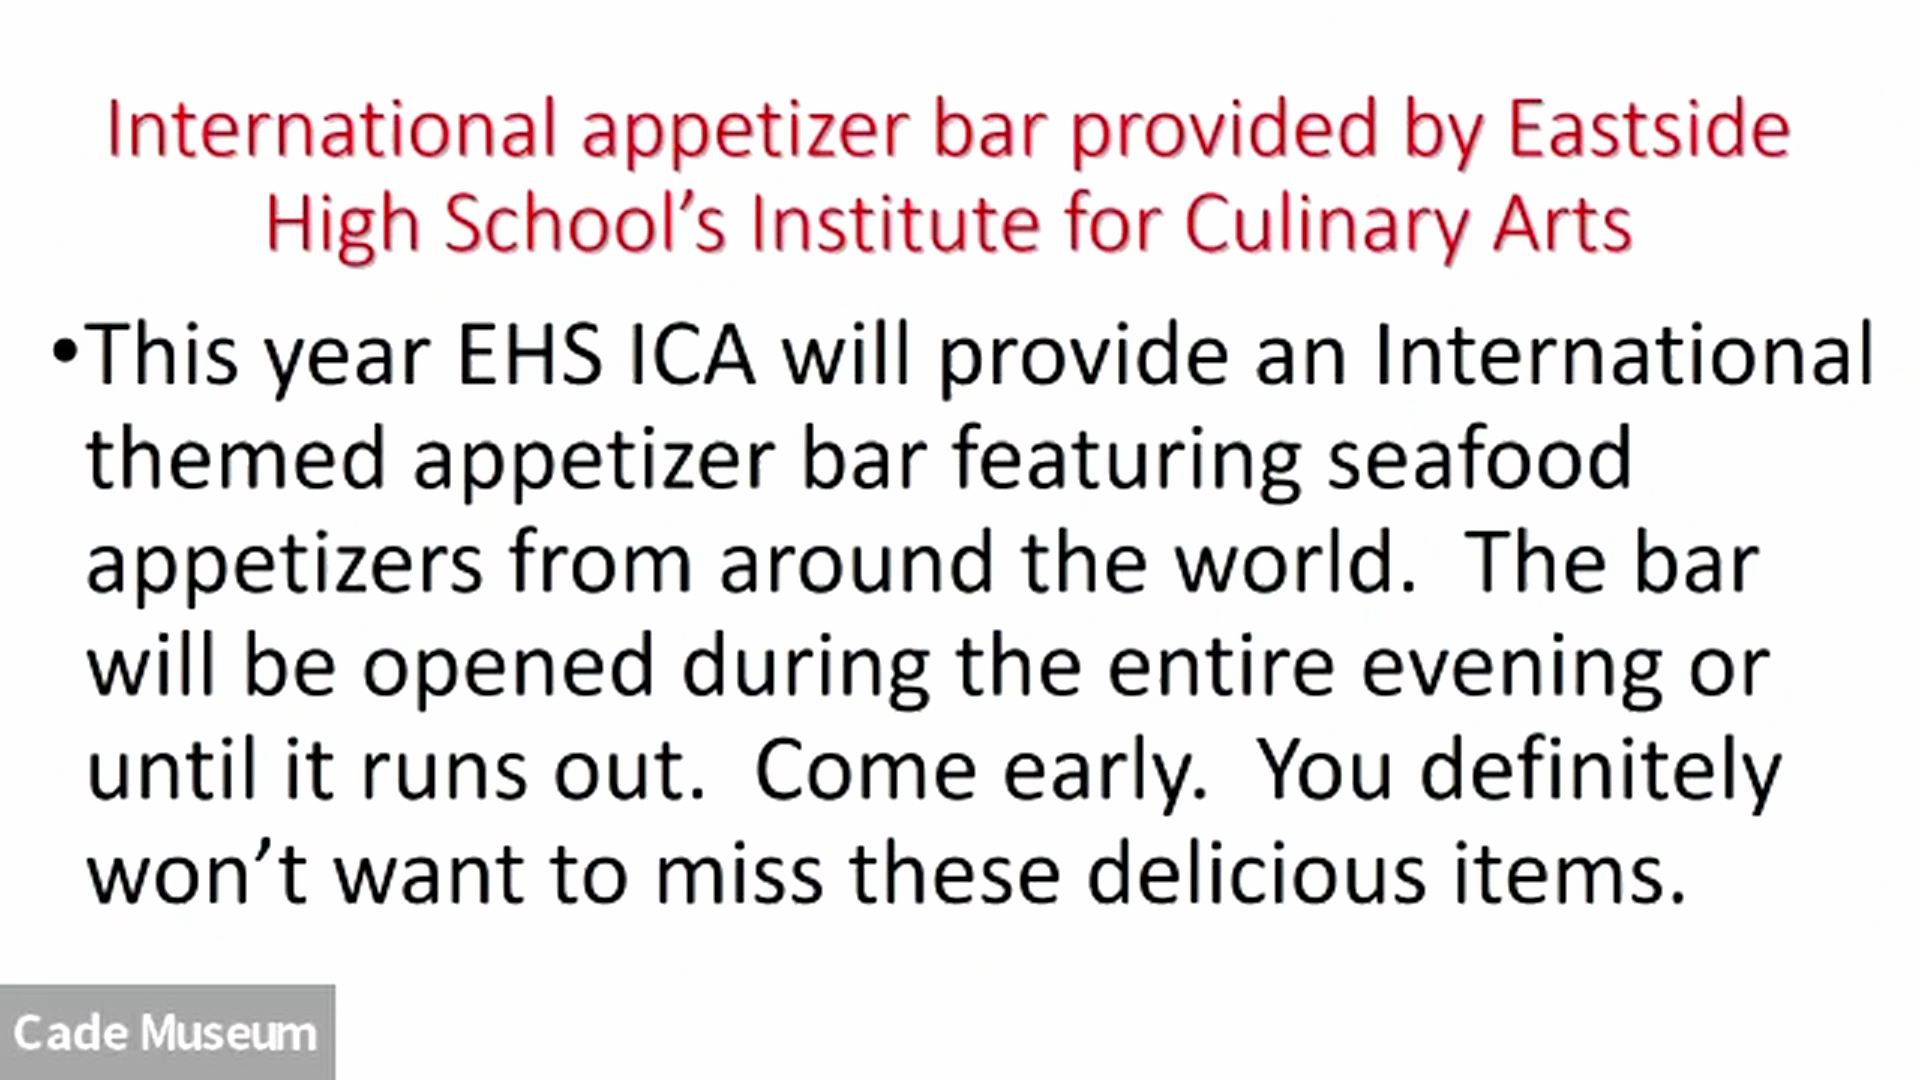 International appetizer bar provided by Eastside
High School’s Institute for Culinary Arts
•This year EHS ICA will provide an International
themed appetizer bar featuring seafood
appetizers from around the world.  The bar
will be opened during the entire evening or
until it runs out.  Come early.  You definitely
won’t want to miss these delicious items.
Cade Museum